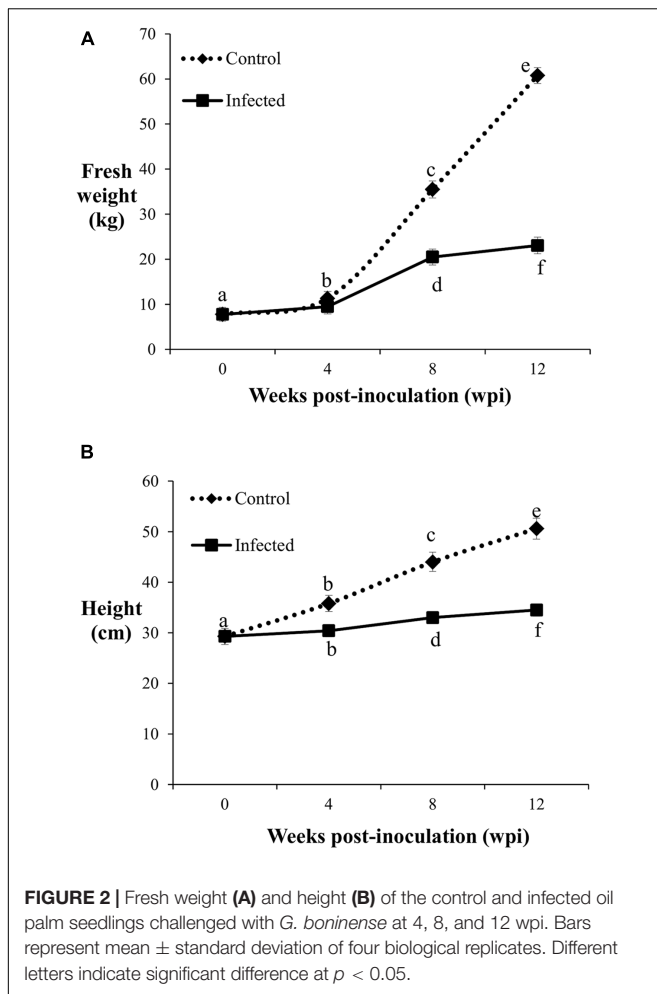 A
70
60
50
40
30
20
10
0
Fresh
weight
(kg)
Control
Infected
a
b
c
d
e
f
0 4 8 12
Weeks post-inoculation (wpi)
B
60
50
40
30
20
10
0
Height
(cm)
Control
Infected
a
b
b
c
d
e
f
0 4 8 12
Weeks post-inoculation (wpi)
FIGURE 2 | Fresh weight (A) and height (B) of the control and infected oil
palm seedlings challenged with G. boninense at 4, 8, and 12 wpi. Bars
represent mean ± standard deviation of four biological replicates. Different
letters indicate significant difference at p < 0.05.